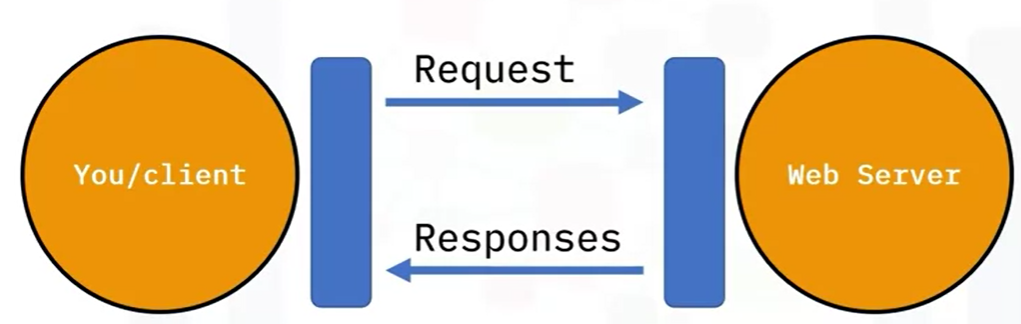 Request
You/client
Web Server
Responses